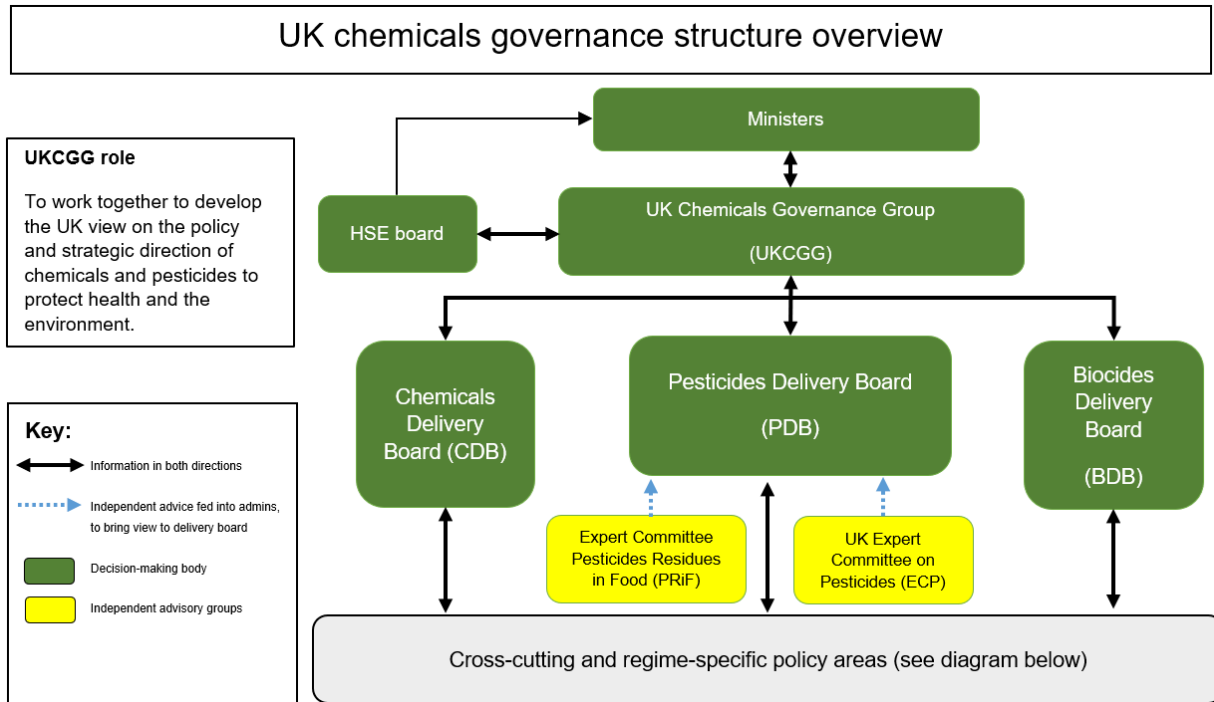 UK chemicals governance structure overview
Ministers
UKCGG role
To work together to develop
the UK view on the policy
and strategic direction of
chemicals and pesticides to
protect health and the
environment.
HSE board
UK Chemicals Governance Group
(UKCGG)
Chemicals
Delivery
Board (CDB)
Pesticides Delivery Board
(PDB)
Biocides
Delivery
Board
(BDB)
Key:
Information in both directions
Independent advice fed into admins,
to bring view to delivery board
Decision-making body
Independent advisory groups
Expert Committee
Pesticides Residues
in Food (PRiF)
UK Expert
Committee on
Pesticides (ECP)
Cross-cutting and regime-specific policy areas (see diagram below)